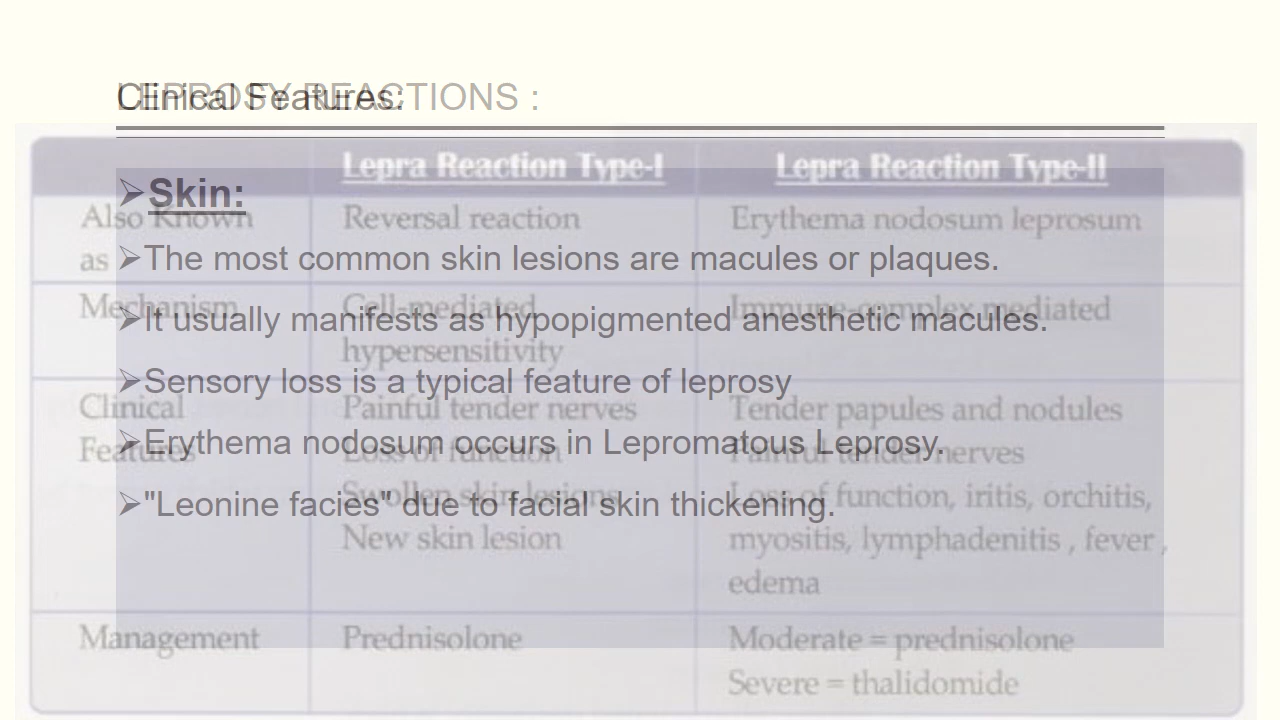 Clinical Features:
LEPROSY REACTIONS :
➢Skin:
➢The most common skin lesions are macules or plaques.
➢It usually manifests as hypopigmented anesthetic macules.
➢Sensory loss is a typical feature of leprosy
➢Erythema nodosum occurs in Lepromatous Leprosy.
➢"Leonine facies" due to facial skin thickening.
Lepra Reaction Type-I Lepra Reaction Type-II
Also Known Reversal reaction Erythema nodosum leprosum
as
Mechanism Cell-mediated Immune-complex mediated
hypersensitivity
Clinical Painful tender nerves Tender papules and nodules
Features Loss of function Painful tender nerves
Swollen skin lesions Loss of function, iritis, orchitis,
New skin lesion myositis, lymphadenitis , fever ,
edema
Management Prednisolone Moderate = prednisolone
Severe = thalidomide